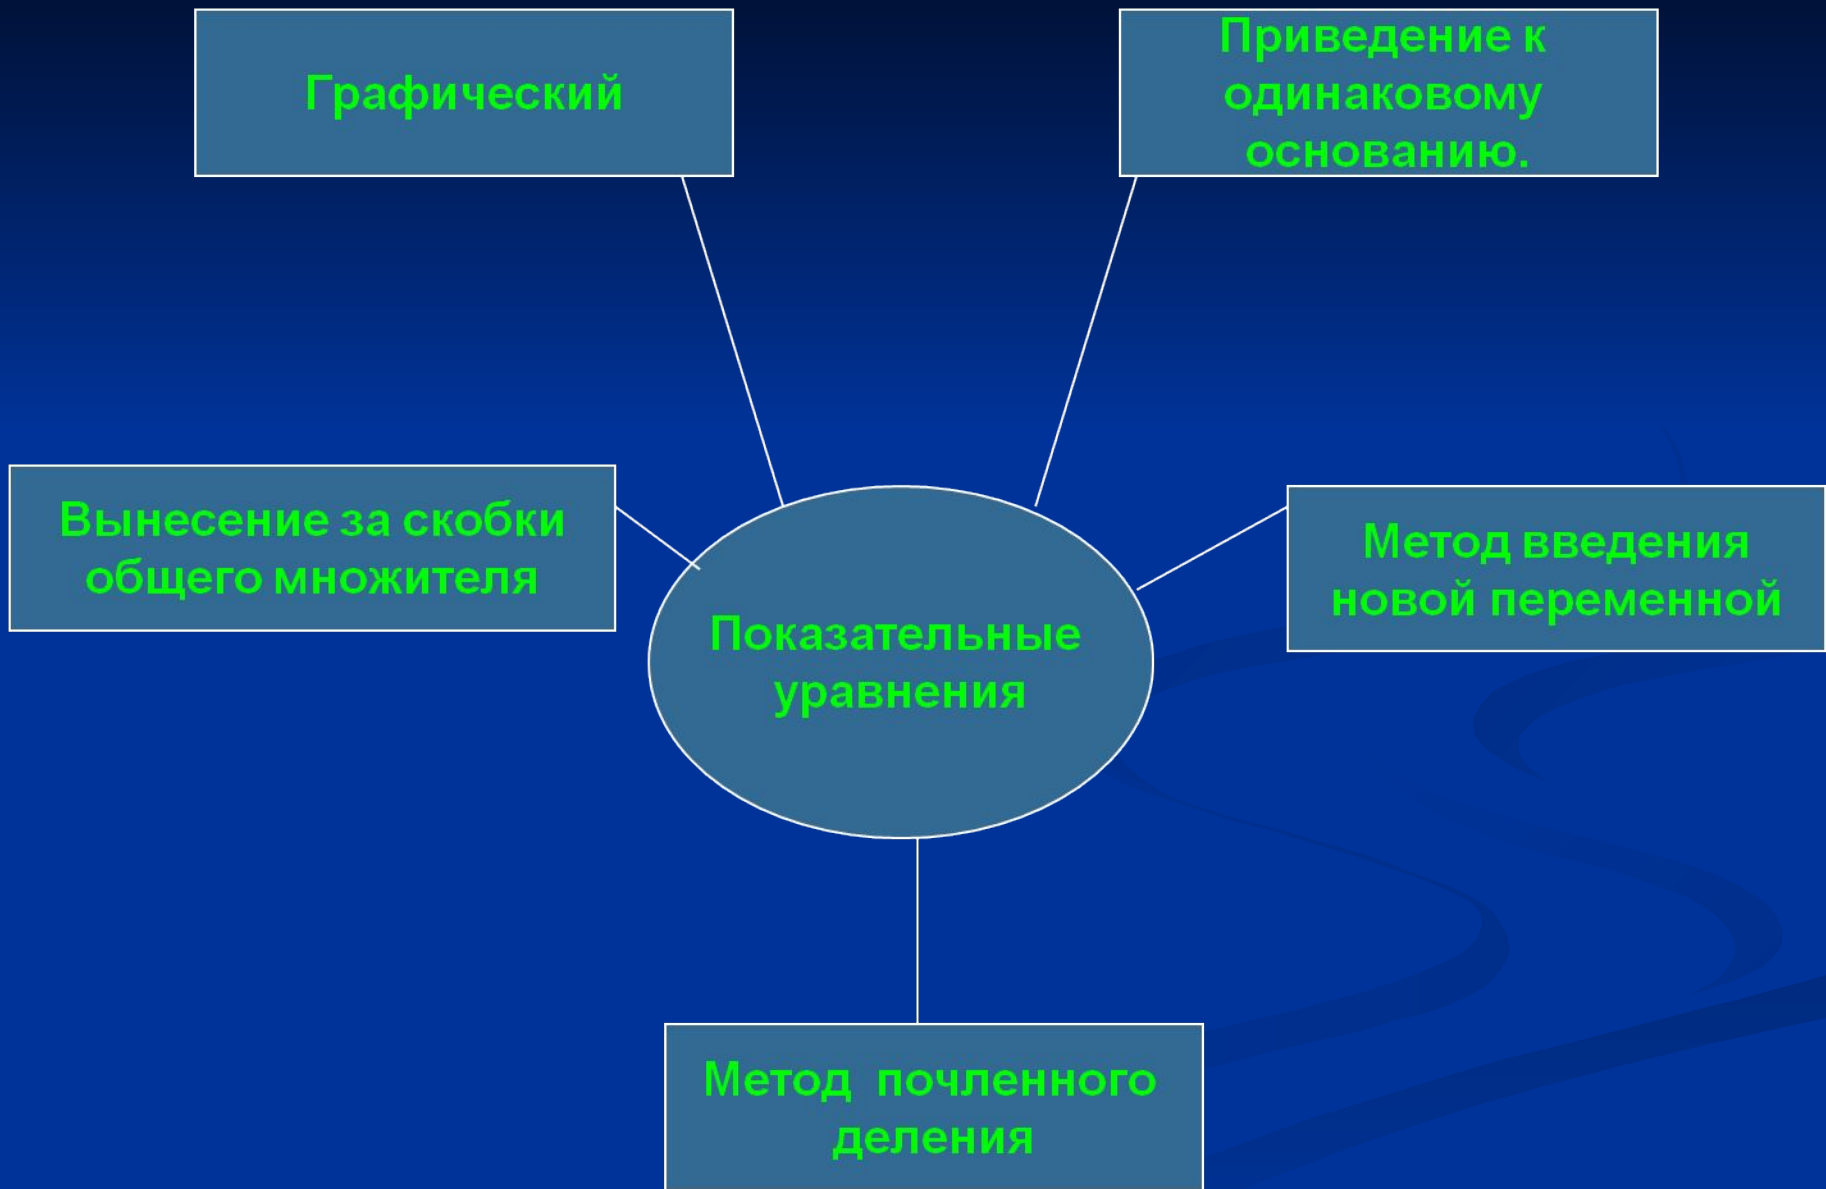 Графический
Приведение к
одинаковому
основанию.
Вынесение за скобки
общего множителя
Показательные
уравнения
Метод введения
новой переменной
Метод почленного
деления